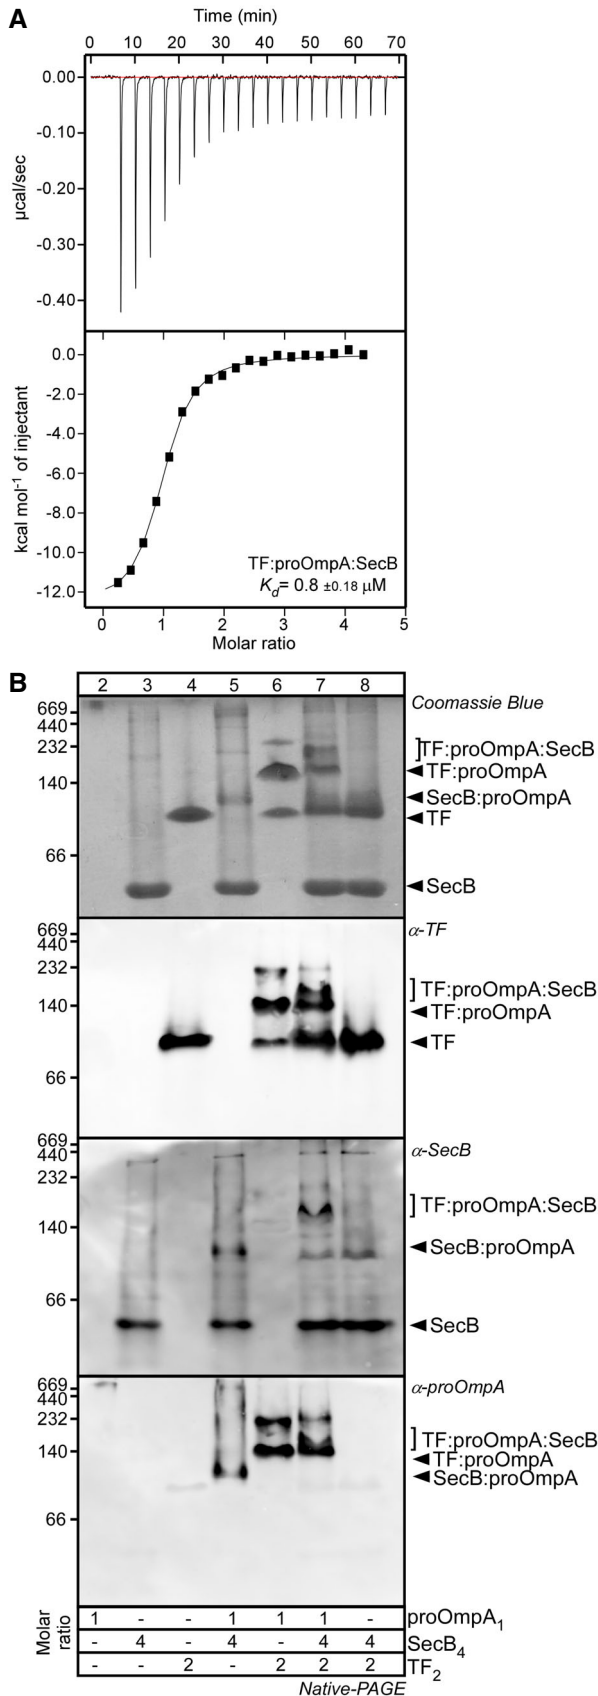 A
Time (min)
0 10 20 30 40 50 60 70
0.00
-0.10
-0.20
-0.30
-0.40
µcal/sec
0.0
-2.0
-4.0
-6.0
-8.0
-10.0
-12.0
kcal mol⁻¹ of injectant
TF:proOmpA:SecB
K_d= 0.8 ±0.18 µM
0 1 2 3 4 5
Molar ratio
B
2 3 4 5 6 7 8
Coomassie Blue
669
440
232
140
66
TF:proOmpA:SecB
TF:proOmpA
SecB:proOmpA
TF
SecB
α-TF
669
440
232
140
66
TF:proOmpA:SecB
TF:proOmpA
TF
α-SecB
669
440
232
140
66
TF:proOmpA:SecB
SecB:proOmpA
SecB
α-proOmpA
669
440
232
140
66
TF:proOmpA:SecB
TF:proOmpA
SecB:proOmpA
Molar ratio
1 - - 1 1 1 - proOmpA₁
- 4 - 4 - 4 4 SecB₄
- - 2 - 2 2 2 TF₂
Native-PAGE